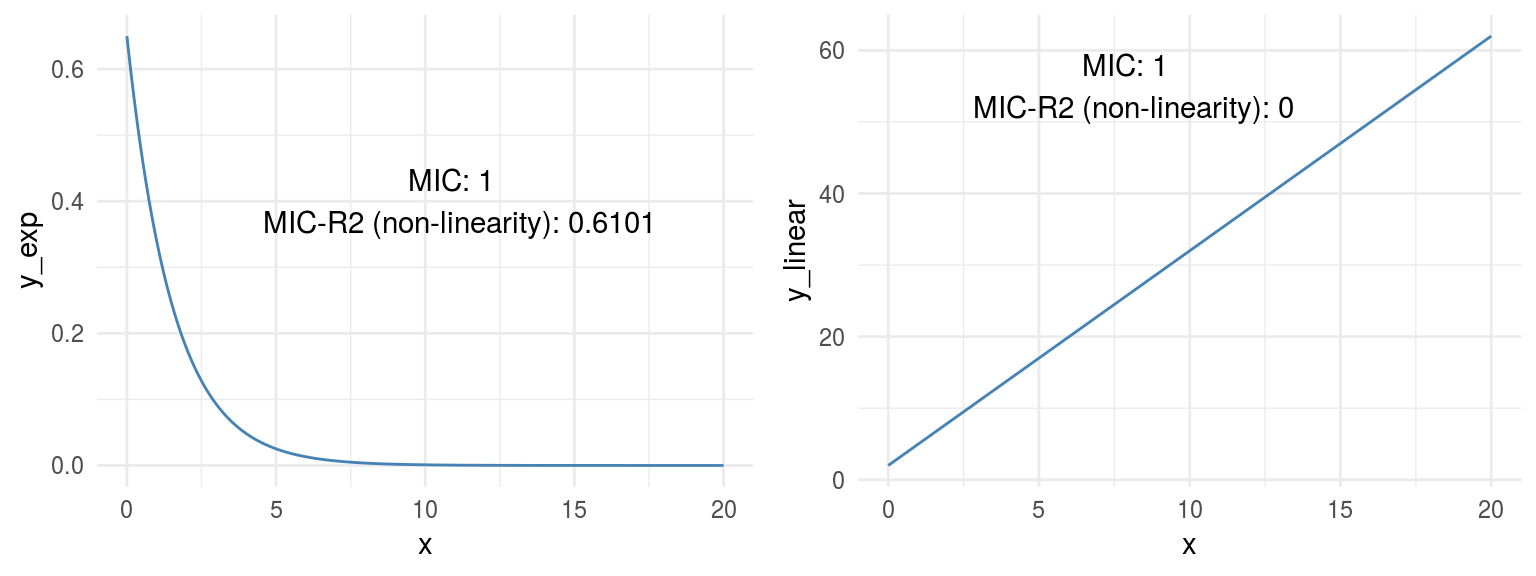 0.6
0.4
0.2
0.0
y_exp
MIC: 1
MIC-R2 (non-linearity): 0.6101
0
5
10
15
20
x
60
40
20
0
y_linear
MIC: 1
MIC-R2 (non-linearity): 0
0
5
10
15
20
x